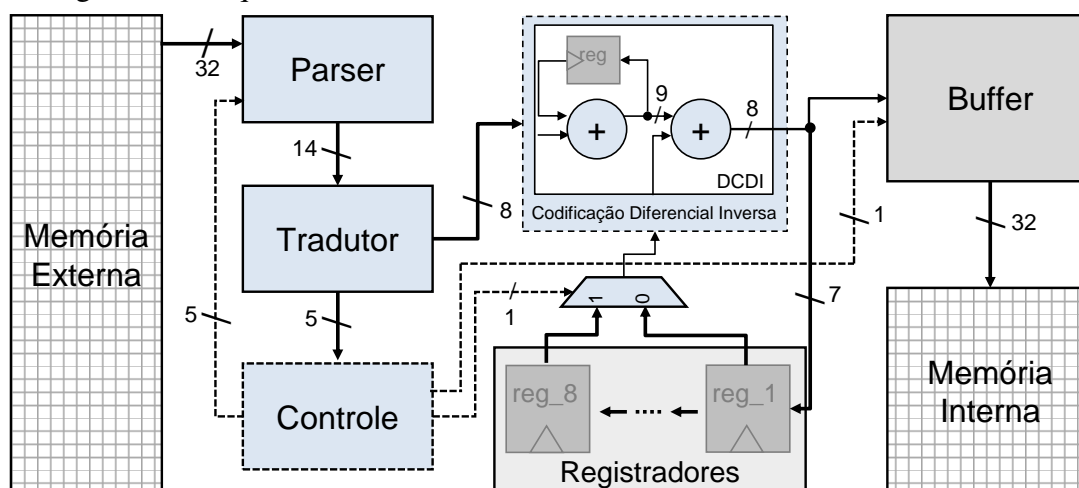 Parser
32
reg
+
+
9
8
DCDI
Codificação Diferencial Inversa
Buffer
14
8
1
Memória
Externa
Tradutor
32
5
5
1
1
0
7
Controle
reg_8
reg_1
Registradores
Memória
Interna